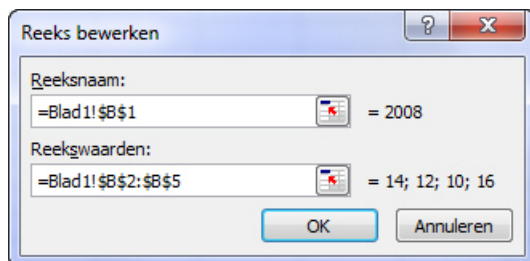 Reeks bewerken
Reeksnaam:
=Blad1!$B$1 = 2008
Reekswaarden:
=Blad1!$B$2:$B$5 = 14; 12; 10; 16
OK Annuleren